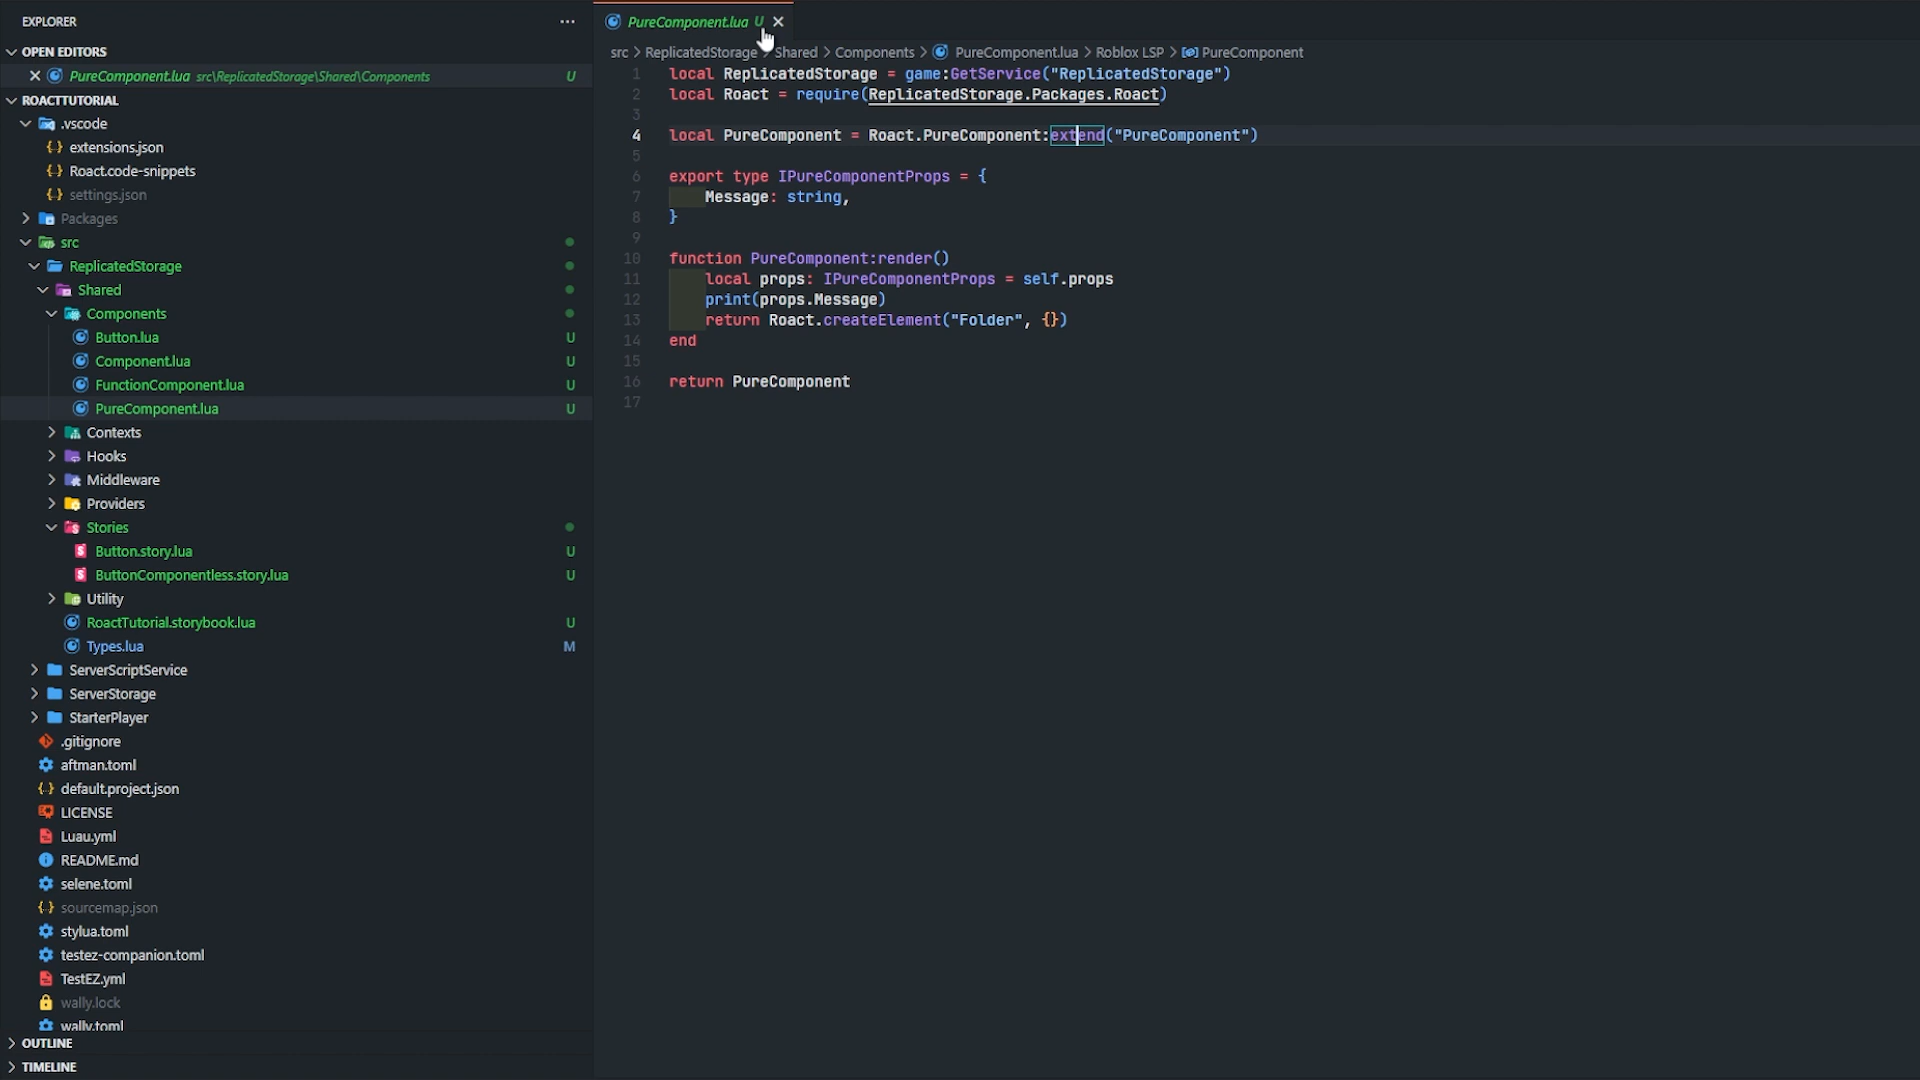 EXPLORER
OPEN EDITORS
PureComponent.lua src\ReplicatedStorage\Shared\Components U
ROACTTUTORIAL
.vscode
extensions.json
Roact.code-snippets
settings.json
Packages
src
ReplicatedStorage
Shared
Components
Button.lua U
Component.lua U
FunctionComponent.lua U
PureComponent.lua U
Contexts
Hooks
Middleware
Providers
Stories
Button.story.lua U
ButtonComponentless.story.lua U
Utility
RoactTutorial.storybook.lua U
Types.lua M
ServerScriptService
ServerStorage
StarterPlayer
.gitignore
aftman.toml
default.project.json
LICENSE
Luau.yml
README.md
selene.toml
sourcemap.json
stylua.toml
testez-companion.toml
TestEZ.yml
wally.lock
wally.toml
OUTLINE
TIMELINE
PureComponent.lua U
src > ReplicatedStorage > Shared > Components > PureComponent.lua > Roblox LSP > PureComponent
1 local ReplicatedStorage = game:GetService("ReplicatedStorage")
2 local Roact = require(ReplicatedStorage.Packages.Roact)
3
4 local PureComponent = Roact.PureComponent:extend("PureComponent")
5
6 export type IPureComponentProps = {
7 Message: string,
8 }
9
10 function PureComponent:render()
11 local props: IPureComponentProps = self.props
12 print(props.Message)
13 return Roact.createElement("Folder", {})
14 end
15
16 return PureComponent
17